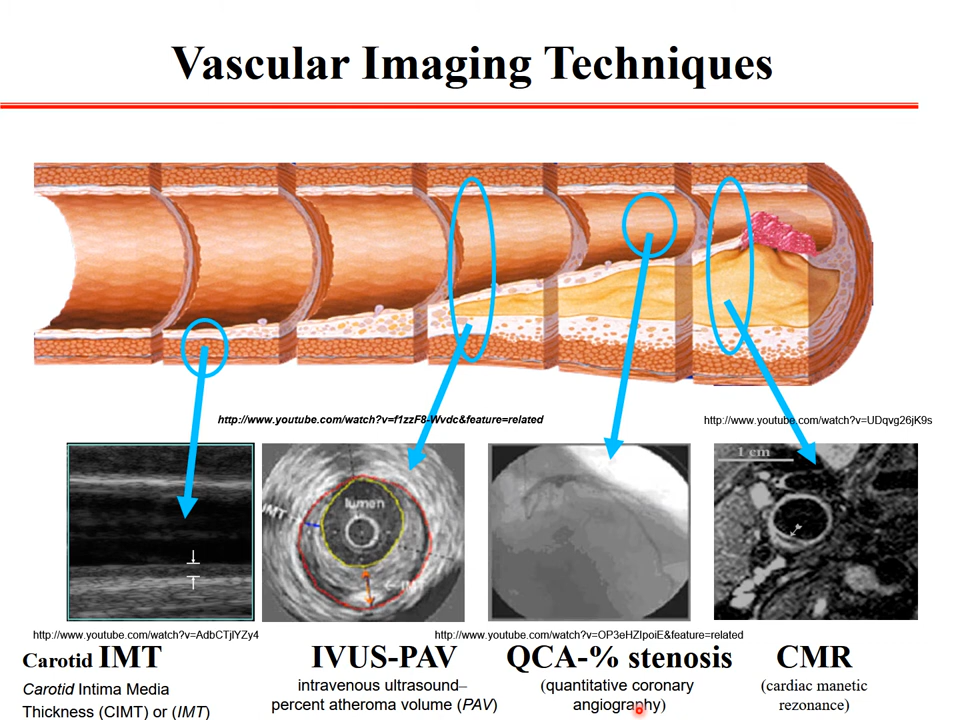 Vascular Imaging Techniques
http://www.youtube.com/watch?v=f1zzF8-Wvdc&feature=related
http://www.youtube.com/watch?v=UDqvg26jK9s
1 cm
lumen
IMT
IM
http://www.youtube.com/watch?v=AdbCTjIYZy4
http://www.youtube.com/watch?v=OP3eHZIpoiE&feature=related
Carotid IMT
Carotid Intima Media
Thickness (CIMT) or (IMT)
IVUS-PAV
intravenous ultrasound–
percent atheroma volume (PAV)
QCA-% stenosis
(quantitative coronary
angiography)
CMR
(cardiac manetic
rezonance)